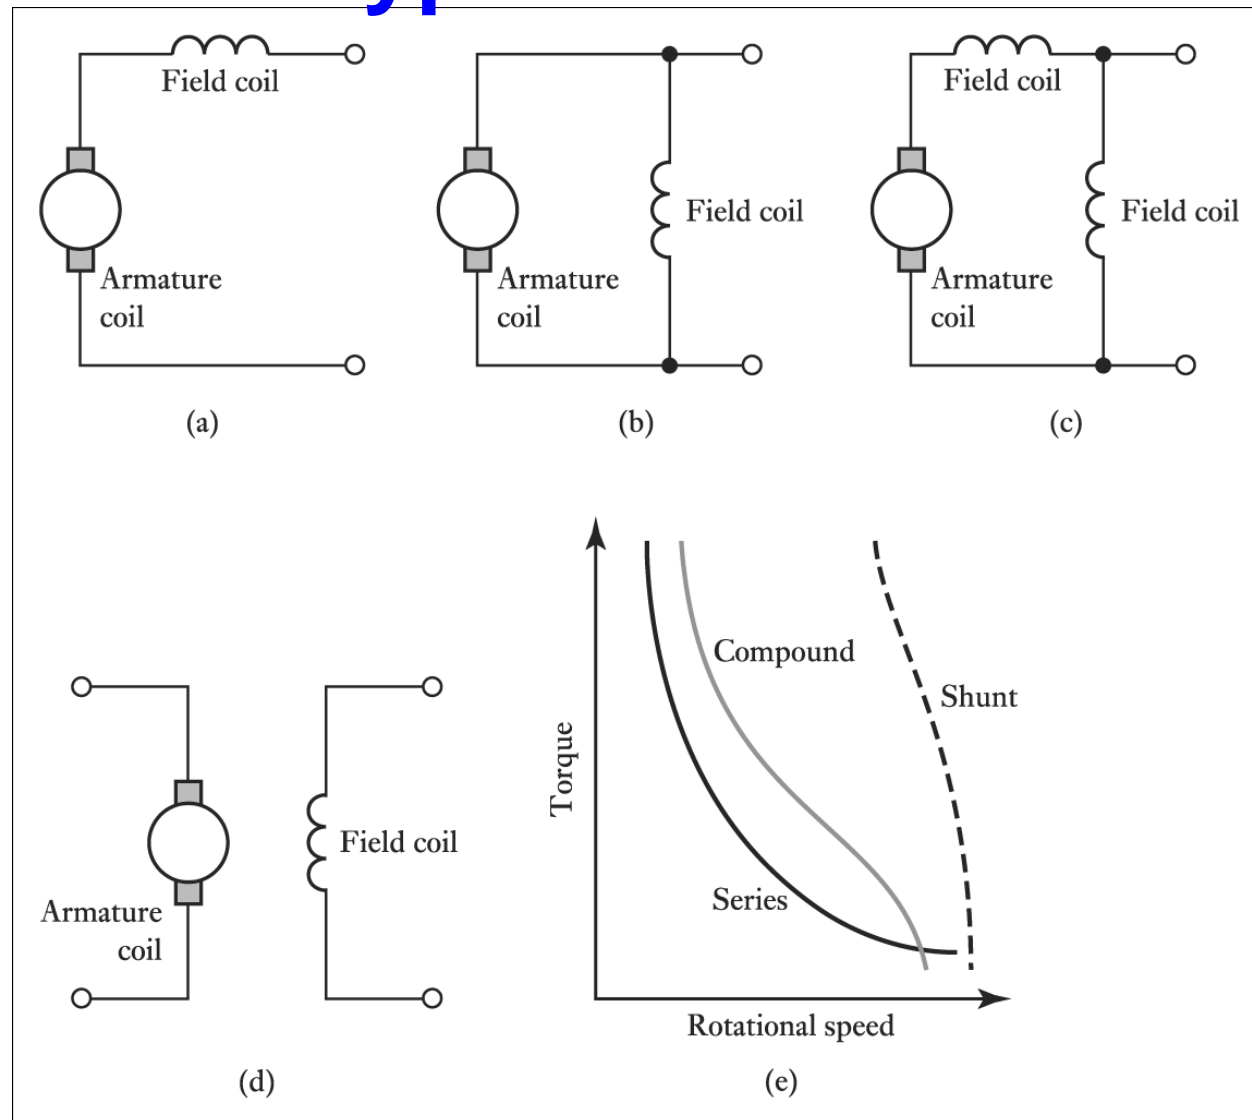 Field coil
Field coil
Field coil
Field coil
Armature
coil
Armature
coil
Armature
coil
(a)
(b)
(c)
Compound
Shunt
Torque
Field coil
Series
Armature
coil
Rotational speed
(d)
(e)